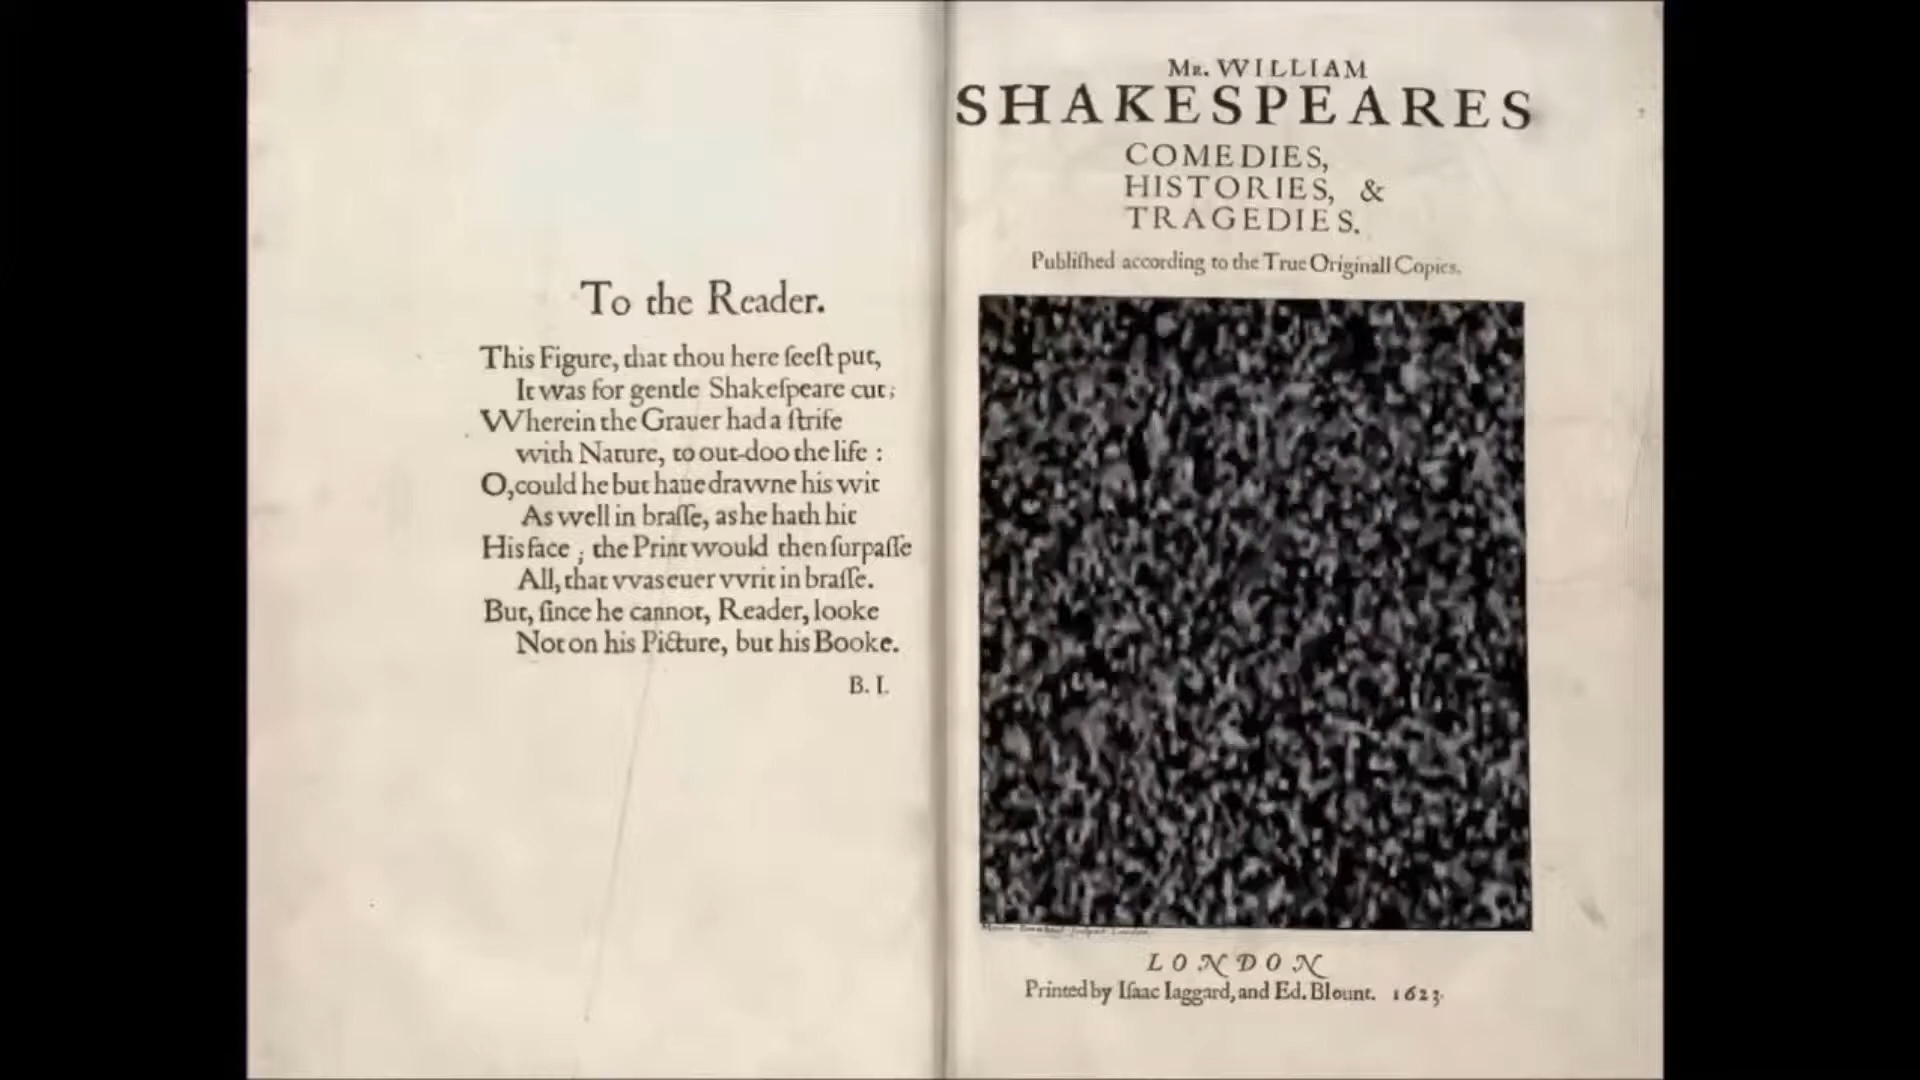 To the Reader.
This Figure, that thou here ſeeſt put,
It was for gentle Shakeſpeare cut;
Wherein the Grauer had a ſtrife
with Nature, to out-doo the life :
O, could he but haue drawne his wit
As well in braſſe, as he hath hit
His face ; the Print would then ſurpaſſe
All, that vvas euer vvrit in braſſe.
But, ſince he cannot, Reader, looke
Not on his Picture, but his Booke.
B. I.
Mr. WILLIAM
SHAKESPEARES
COMEDIES,
HISTORIES, &
TRAGEDIES.
Publiſhed according to the True Originall Copies.
LONDON
Printed by Iſaac Iaggard, and Ed. Blount. 1623.